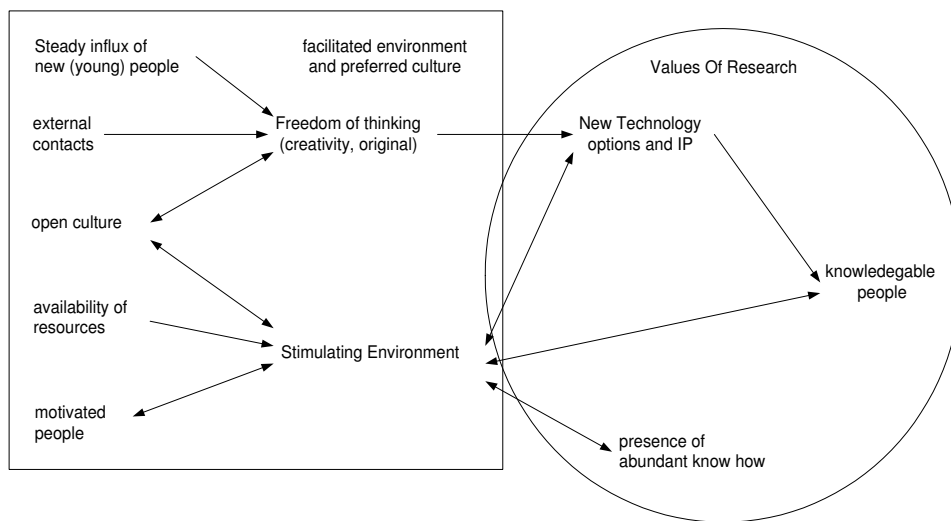 Steady influx of
new (young) people
facilitated environment
and preferred culture
Values Of Research
external
contacts
Freedom of thinking
(creativity, original)
New Technology
options and IP
open culture
knowledegable
people
availability of
resources
Stimulating Environment
motivated
people
presence of
abundant know how